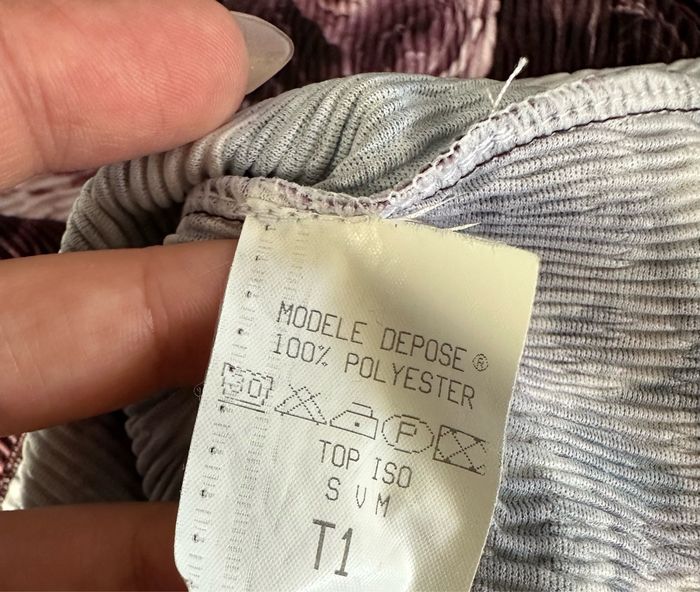 MODELE DEPOSE®
100% POLYESTER
30 P
TOP ISO
S V M
T1